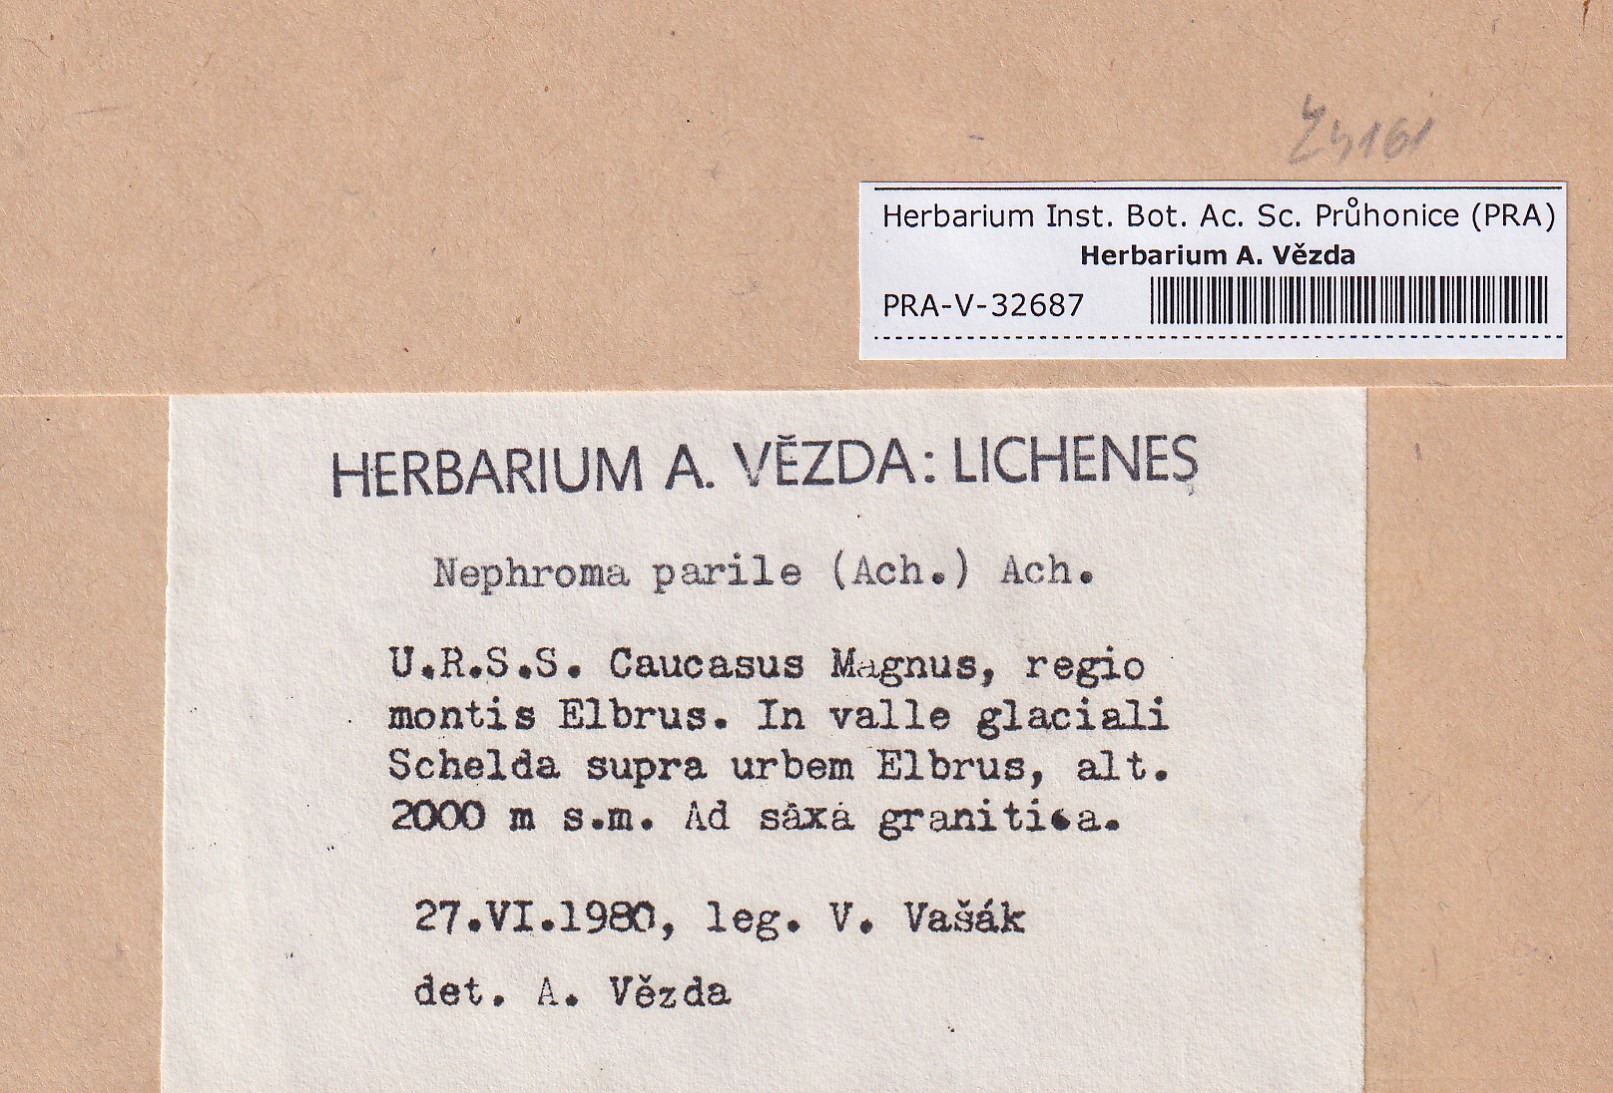 Herbarium Inst. Bot. Ac. Sc. Průhonice (PRA)
Herbarium A. Vězda
PRA-V-32687
HERBARIUM A. VĚZDA: LICHENES
Nephroma parile (Ach.) Ach.
U.R.S.S. Caucasus Magnus, regio
montis Elbrus. In valle glaciali
Schelda supra urbem Elbrus, alt.
2000 m s.m. Ad saxa granitica.
27.VI.1980, leg. V. Vašák
det. A. Vězda